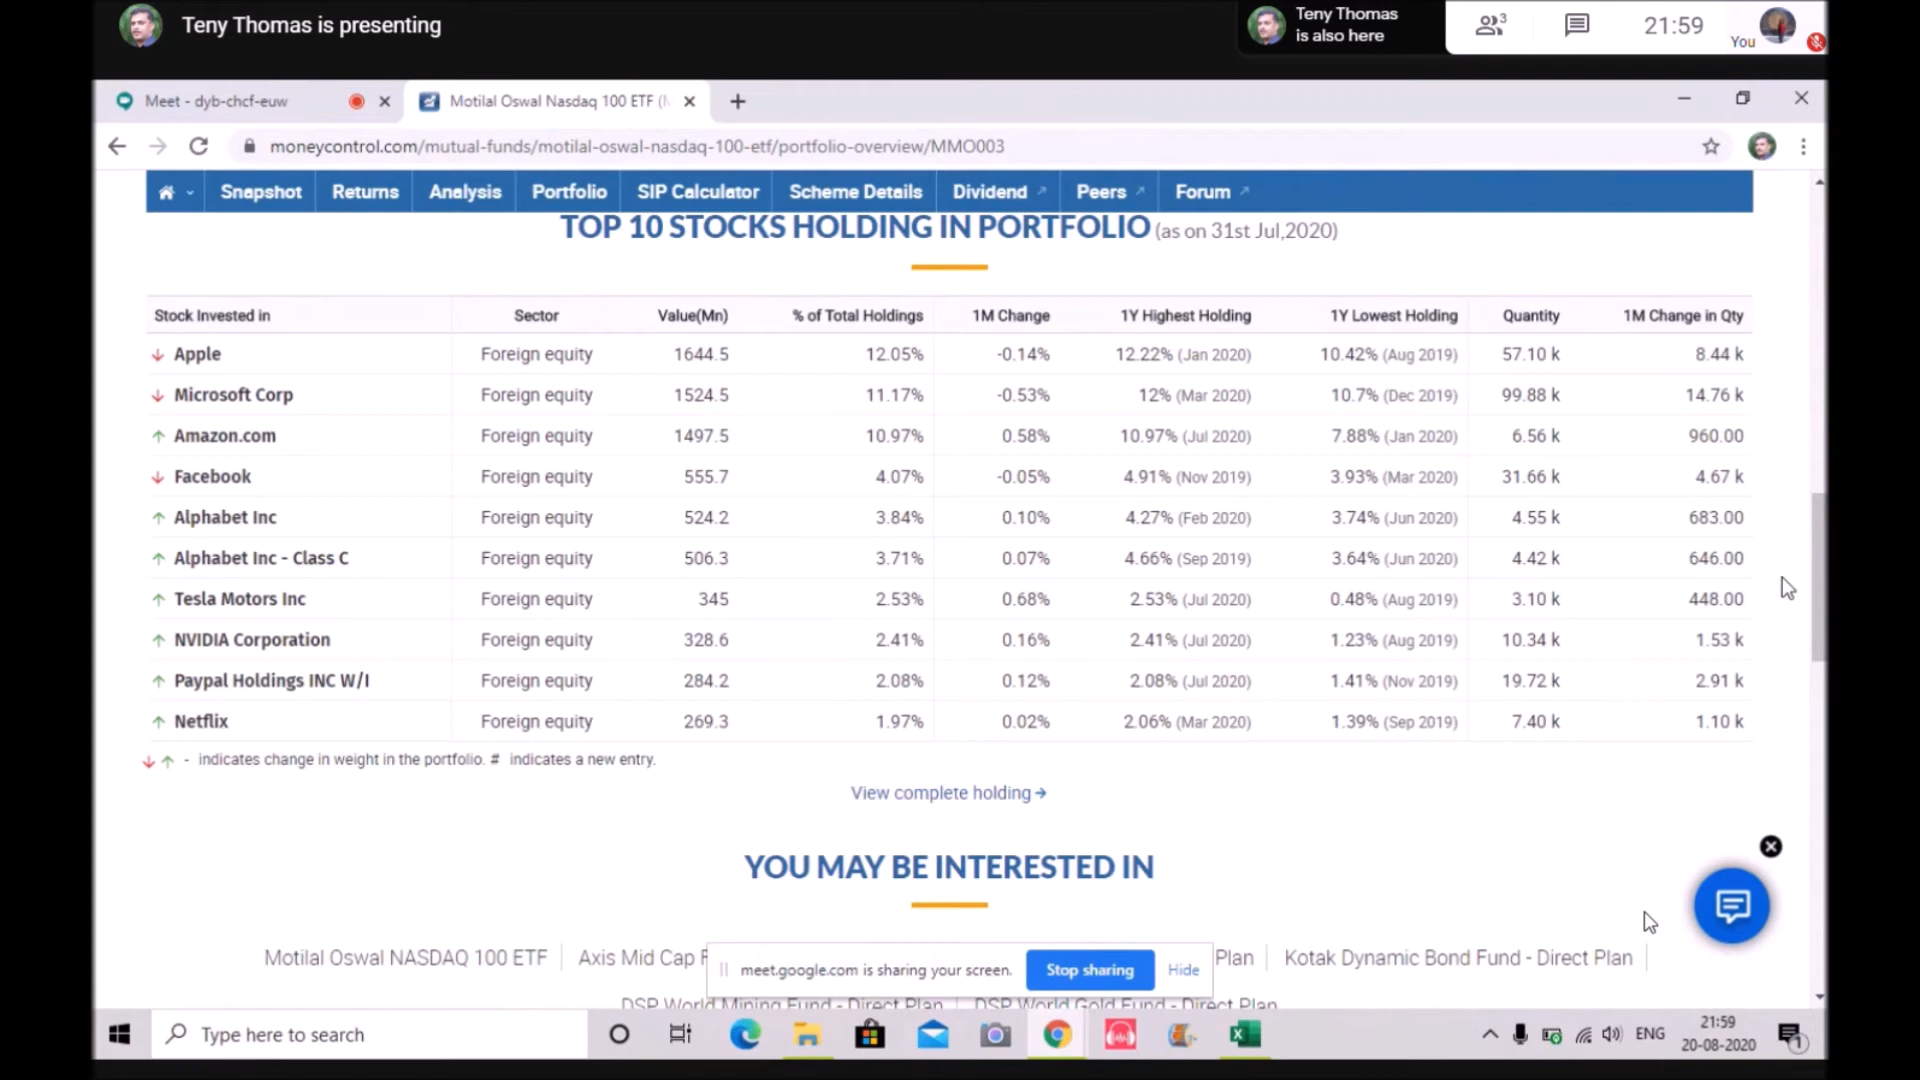 Teny Thomas is presenting
Teny Thomas
is also here
3
21:59
You
Meet - dyb-chcf-euw
Motilal Oswal Nasdaq 100 ETF (
moneycontrol.com/mutual-funds/motilal-oswal-nasdaq-100-etf/portfolio-overview/MMO003
Snapshot Returns Analysis Portfolio SIP Calculator Scheme Details Dividend Peers Forum
TOP 10 STOCKS HOLDING IN PORTFOLIO (as on 31st Jul,2020)
Stock Invested in Sector Value(Mn) % of Total Holdings 1M Change 1Y Highest Holding 1Y Lowest Holding Quantity 1M Change in Qty
↓ Apple Foreign equity 1644.5 12.05% -0.14% 12.22% (Jan 2020) 10.42% (Aug 2019) 57.10 k 8.44 k
↓ Microsoft Corp Foreign equity 1524.5 11.17% -0.53% 12% (Mar 2020) 10.7% (Dec 2019) 99.88 k 14.76 k
↑ Amazon.com Foreign equity 1497.5 10.97% 0.58% 10.97% (Jul 2020) 7.88% (Jan 2020) 6.56 k 960.00
↓ Facebook Foreign equity 555.7 4.07% -0.05% 4.91% (Nov 2019) 3.93% (Mar 2020) 31.66 k 4.67 k
↑ Alphabet Inc Foreign equity 524.2 3.84% 0.10% 4.27% (Feb 2020) 3.74% (Jun 2020) 4.55 k 683.00
↑ Alphabet Inc - Class C Foreign equity 506.3 3.71% 0.07% 4.66% (Sep 2019) 3.64% (Jun 2020) 4.42 k 646.00
↑ Tesla Motors Inc Foreign equity 345 2.53% 0.68% 2.53% (Jul 2020) 0.48% (Aug 2019) 3.10 k 448.00
↑ NVIDIA Corporation Foreign equity 328.6 2.41% 0.16% 2.41% (Jul 2020) 1.23% (Aug 2019) 10.34 k 1.53 k
↑ Paypal Holdings INC W/I Foreign equity 284.2 2.08% 0.12% 2.08% (Jul 2020) 1.41% (Nov 2019) 19.72 k 2.91 k
↑ Netflix Foreign equity 269.3 1.97% 0.02% 2.06% (Mar 2020) 1.39% (Sep 2019) 7.40 k 1.10 k
↓ ↑ - indicates change in weight in the portfolio. # indicates a new entry.
View complete holding →
YOU MAY BE INTERESTED IN
Motilal Oswal NASDAQ 100 ETF Axis Mid Cap Plan Kotak Dynamic Bond Fund - Direct Plan
meet.google.com is sharing your screen. Stop sharing Hide
DSP World Mining Fund - Direct Plan DSP World Gold Fund - Direct Plan
Type here to search
ENG
21:59
20-08-2020
1